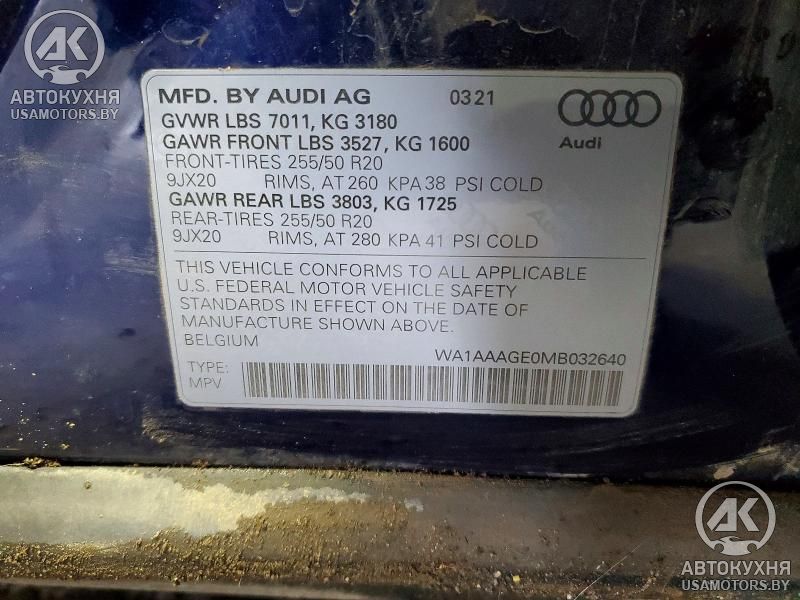 AK
АВТОКУХНЯ
USAMOTORS.BY
MFD. BY AUDI AG 0321
GVWR LBS 7011, KG 3180
GAWR FRONT LBS 3527, KG 1600
FRONT-TIRES 255/50 R20
9JX20 RIMS, AT 260 KPA 38 PSI COLD
GAWR REAR LBS 3803, KG 1725
REAR-TIRES 255/50 R20
9JX20 RIMS, AT 280 KPA 41 PSI COLD
Audi
THIS VEHICLE CONFORMS TO ALL APPLICABLE
U.S. FEDERAL MOTOR VEHICLE SAFETY
STANDARDS IN EFFECT ON THE DATE OF
MANUFACTURE SHOWN ABOVE.
BELGIUM
WA1AAAGE0MB032640
TYPE:
MPV
AK
АВТОКУХНЯ
USAMOTORS.BY